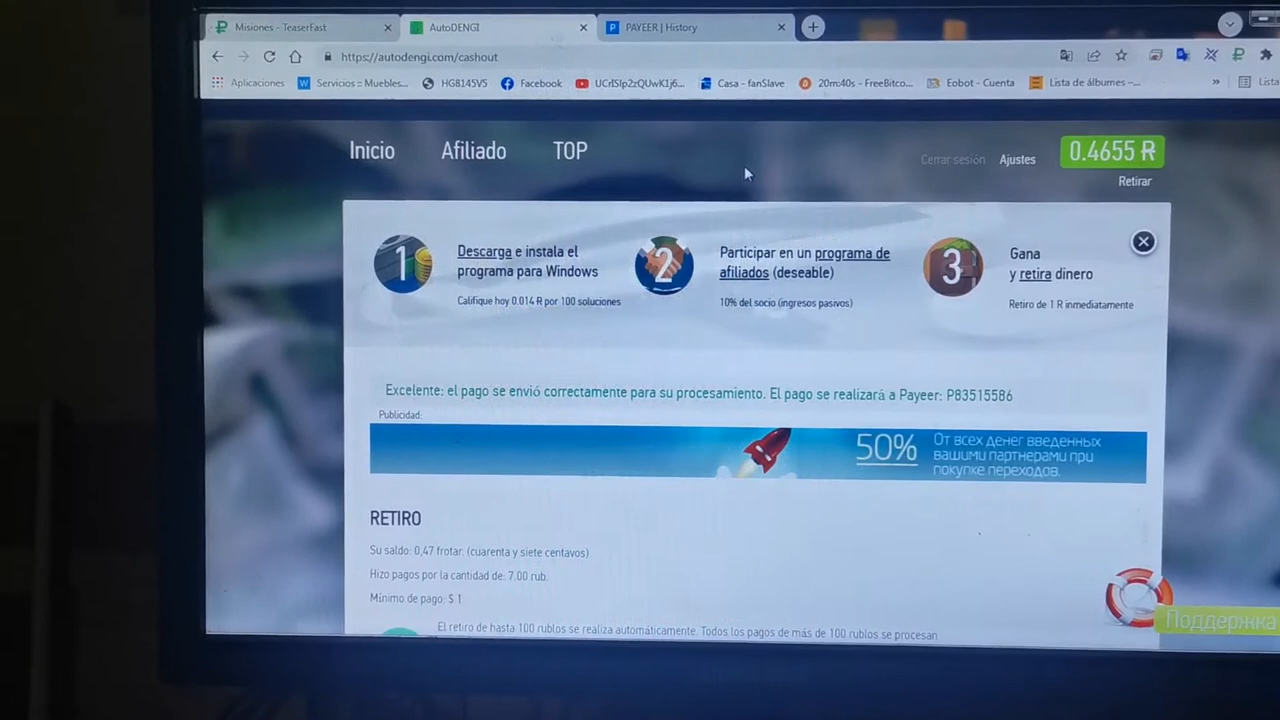 Misiones - TeaserFast
AutoDENGI
PAYEER | History
https://autodengi.com/cashout
Aplicaciones
Servicios :: Muebles...
HG8145V5
Facebook
Casa - fanSlave
20m:40s - FreeBitco...
Eobot - Cuenta
Lista de álbumes –...
»
Lista
Inicio
Afiliado
TOP
Cerrar sesión
Ajustes
0.4655 Ʀ
Retirar
1
Descarga e instala el
programa para Windows
Califique hoy 0.014 Ʀ por 100 soluciones
2
Participar en un programa de
afiliados (deseable)
10% del socio (ingresos pasivos)
3
Gana
y retira dinero
Retiro de 1 R inmediatamente
Excelente: el pago se envió correctamente para su procesamiento. El pago se realizará a Payeer: P83515586
Publicidad:
50%
От всех денег введенных
вашими партнерами при
покупке переходов.
RETIRO
Su saldo: 0,47 frotar. (cuarenta y siete centavos)
Hizo pagos por la cantidad de: 7.00 rub.
Mínimo de pago: $ 1
El retiro de hasta 100 rublos se realiza automáticamente. Todos los pagos de más de 100 rublos se procesan
Поддержка